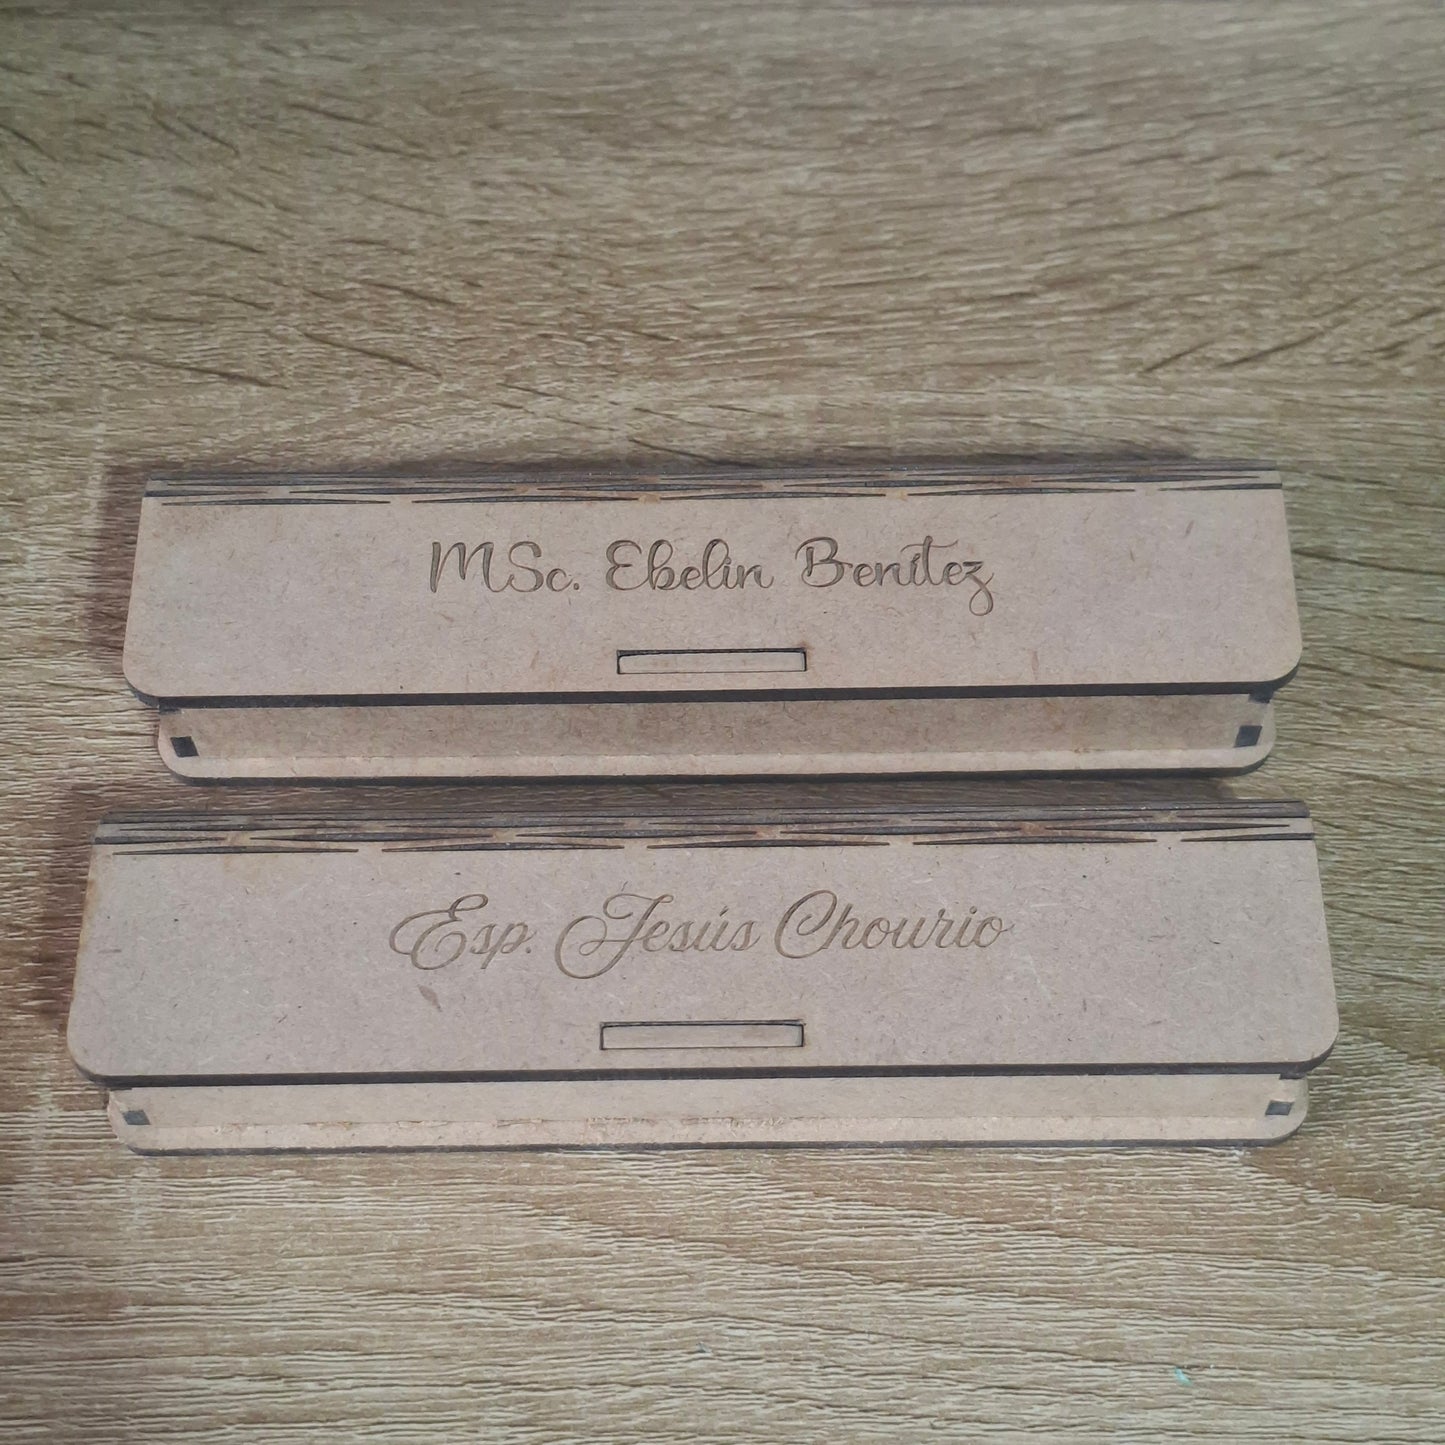 MSc. Ebelin Benítez
Esp. Jesús Chourio